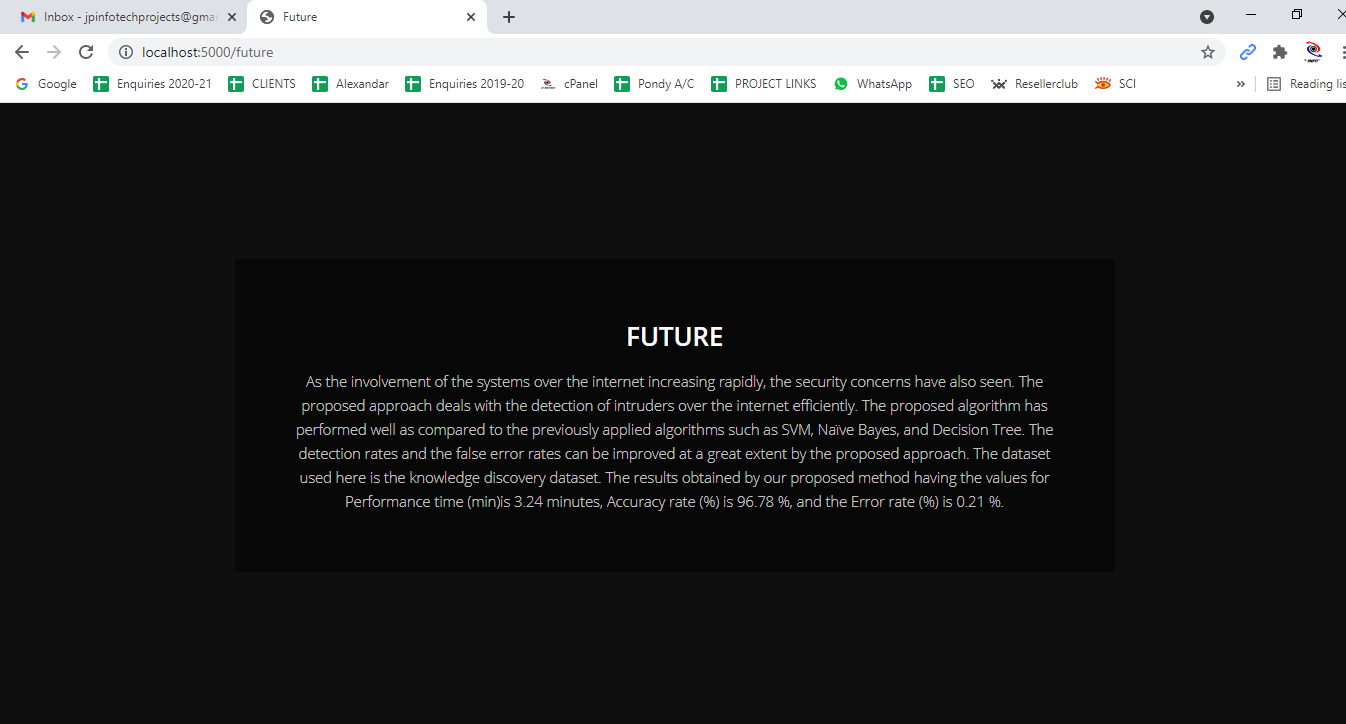 Inbox - jpinfotechprojects@gmai
Future
localhost:5000/future
Google
Enquiries 2020-21
CLIENTS
Alexandar
Enquiries 2019-20
cPanel
Pondy A/C
PROJECT LINKS
WhatsApp
SEO
Resellerclub
SCI
Reading lis
FUTURE
As the involvement of the systems over the internet increasing rapidly, the security concerns have also seen. The
proposed approach deals with the detection of intruders over the internet efficiently. The proposed algorithm has
performed well as compared to the previously applied algorithms such as SVM, Naïve Bayes, and Decision Tree. The
detection rates and the false error rates can be improved at a great extent by the proposed approach. The dataset
used here is the knowledge discovery dataset. The results obtained by our proposed method having the values for
Performance time (min)is 3.24 minutes, Accuracy rate (%) is 96.78 %, and the Error rate (%) is 0.21 %.